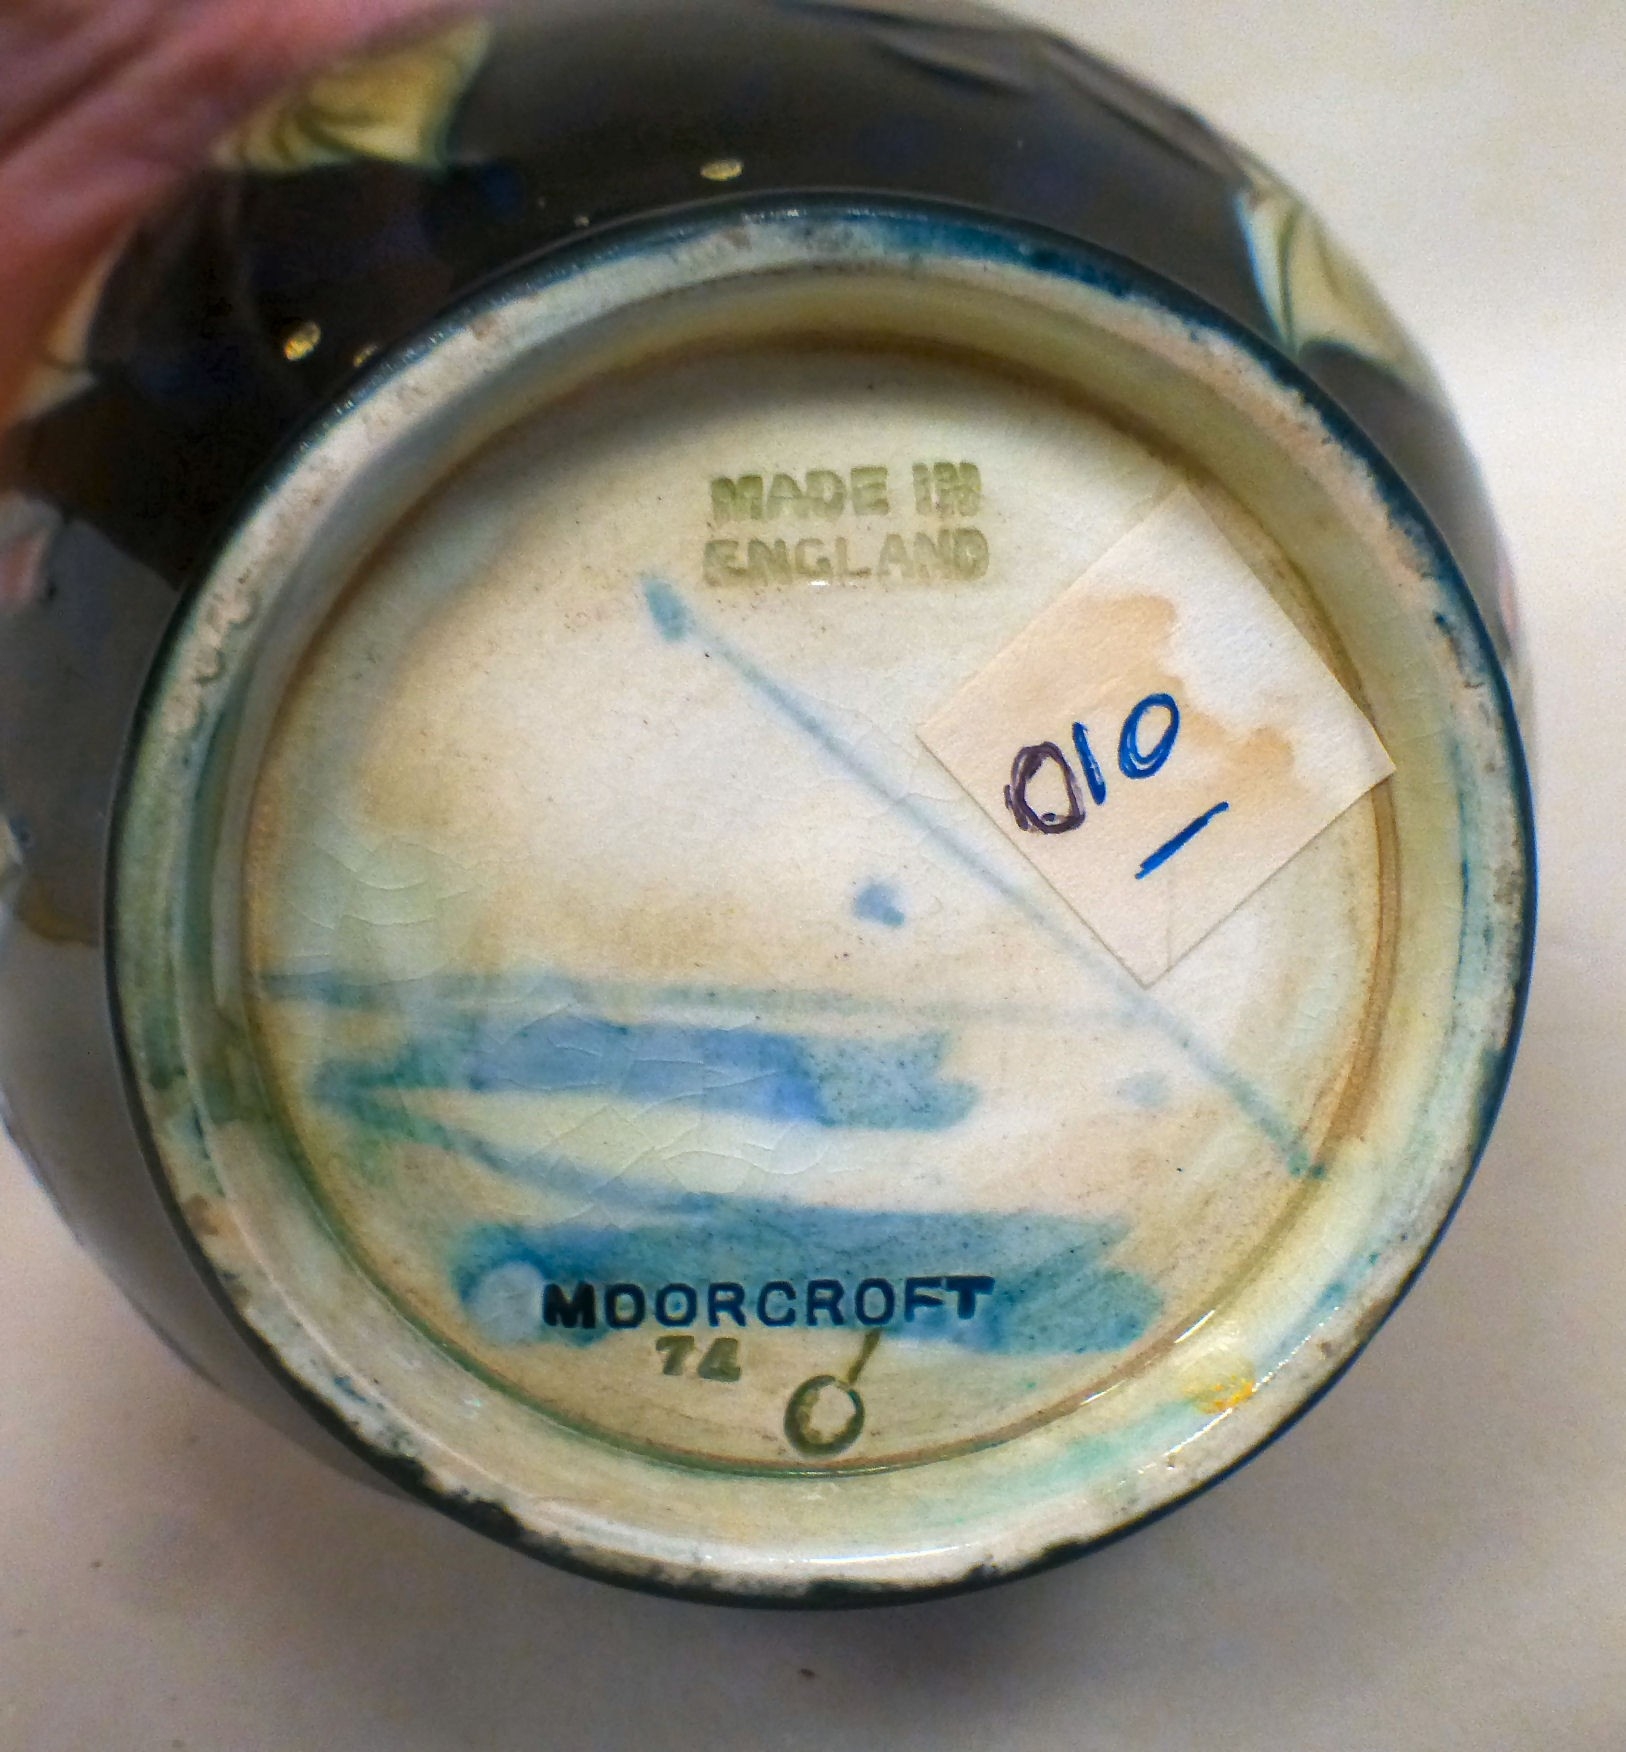 MADE IN
ENGLAND
010
MOORCROFT
74
O